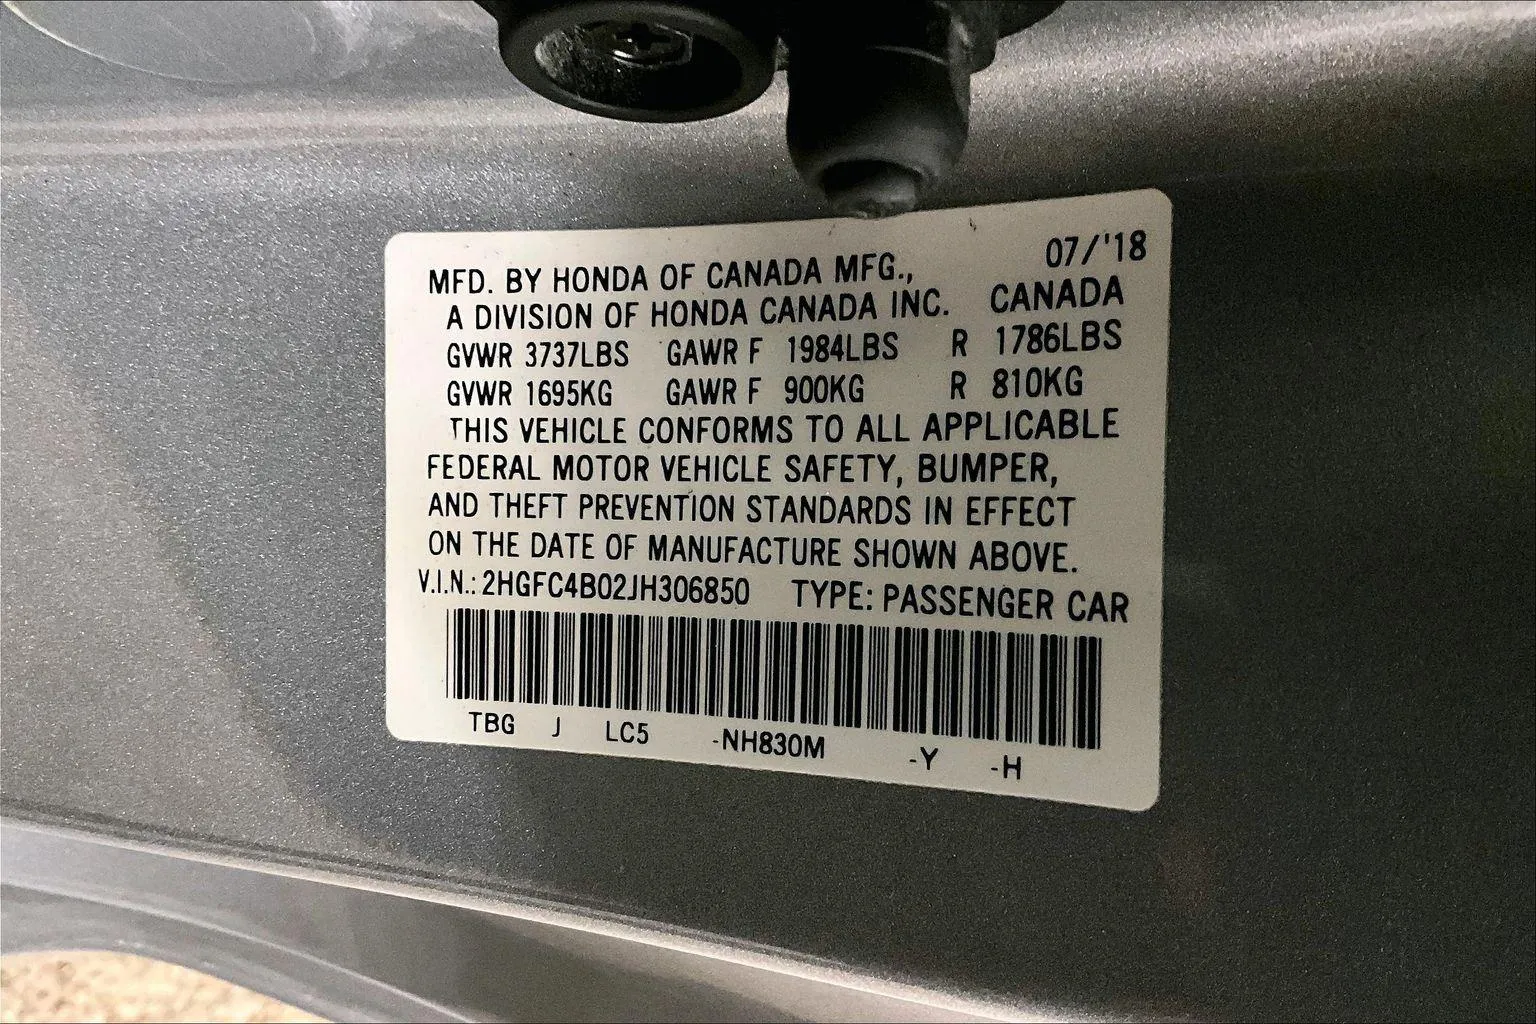 MFD. BY HONDA OF CANADA MFG., 07/'18
A DIVISION OF HONDA CANADA INC. CANADA
GVWR 3737LBS GAWR F 1984LBS R 1786LBS
GVWR 1695KG GAWR F 900KG R 810KG
THIS VEHICLE CONFORMS TO ALL APPLICABLE
FEDERAL MOTOR VEHICLE SAFETY, BUMPER,
AND THEFT PREVENTION STANDARDS IN EFFECT
ON THE DATE OF MANUFACTURE SHOWN ABOVE.
V.I.N.: 2HGFC4B02JH306850 TYPE: PASSENGER CAR
TBG J LC5 -NH830M -Y -H